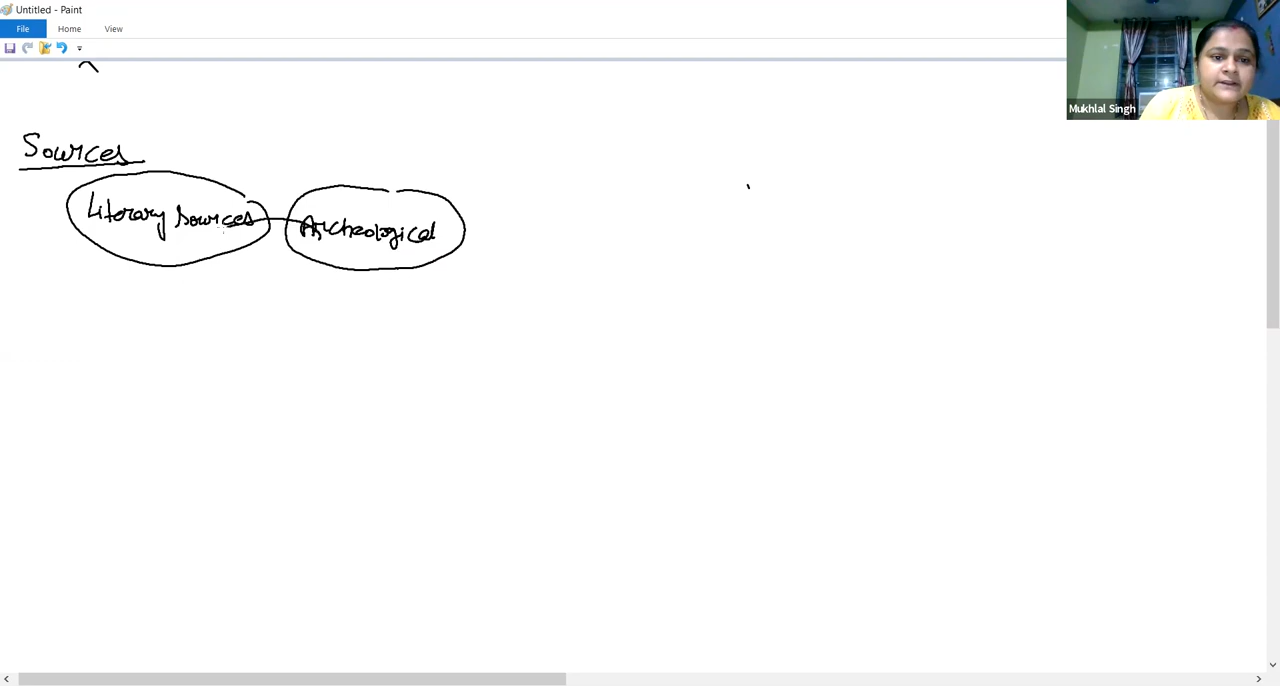 Untitled - Paint
File Home View
Mukhlal Singh
Sources
Literary Sources Archeological